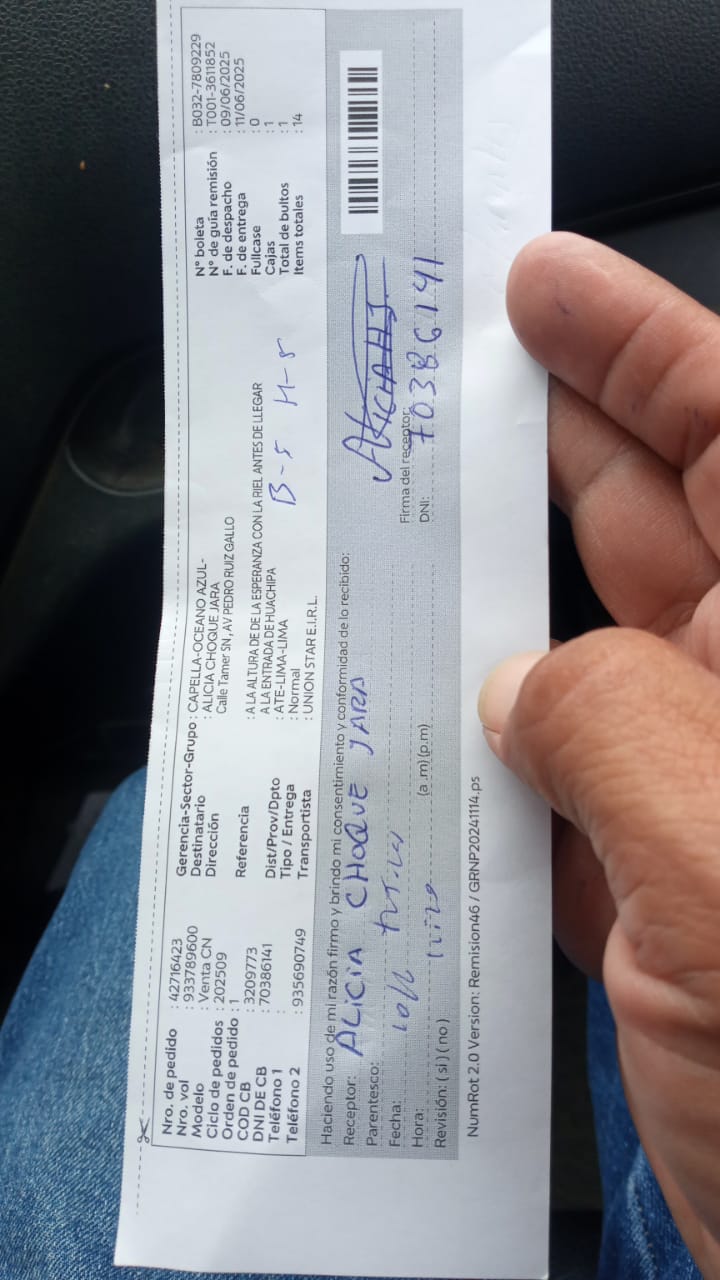 Nro. de pedido : 42716423
Nro. vol : 933789600
Modelo : Venta CN
Ciclo de pedidos : 202509
Orden de pedido : 1
COD CB : 3209773
DNI DE CB : 70386141
Teléfono 1 :
Teléfono 2 : 935690749
Gerencia-Sector-Grupo : CAPELLA-OCEANO AZUL-
Destinatario : ALICIA CHOQUE JARA
Dirección Calle Tamer SN, AV PEDRO RUIZ GALLO
Referencia : A LA ALTURA DE DE LA ESPERANZA CON LA RIEL ANTES DE LLEGAR
A LA ENTRADA DE HUACHIPA
Dist/Prov/Dpto : ATE-LIMA-LIMA
Tipo / Entrega : Normal
Transportista : UNION STAR E.I.R.L.
B-5 H-8
N° boleta : B032-7809229
N° de guía remisión : T001-3611852
F. de despacho : 09/06/2025
F. de entrega : 11/06/2025
Fullcase : 0
Cajas : 1
Total de bultos : 1
Items totales : 14
Haciendo uso de mi razón firmo y brindo mi consentimiento y conformidad de lo recibido:
Receptor: ALICIA CHOQUE JARA
Parentesco:
Fecha:
Hora: (a .m) (p.m)
Revisión: ( si ) ( no )
ALICIAHJ
Firma del receptor:
DNI: 70386141
NumRot 2.0 Version: Remision46 / GRNP20241114.ps